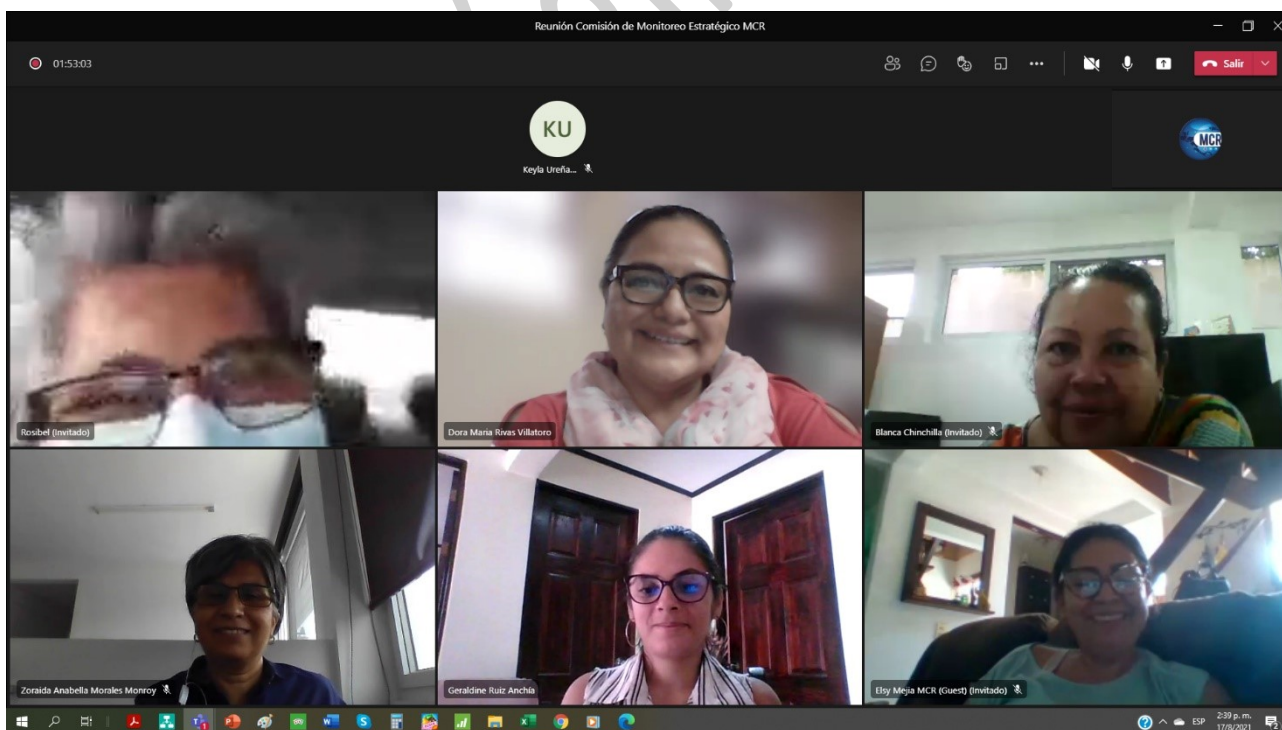 Reunión Comisión de Monitoreo Estratégico MCR
01:53:03
Salir
KU
Keyla Ureña...
MCR
Rosibel (Invitado)
Dora Maria Rivas Villatoro
Blanca Chinchilla (Invitado)
Zoraida Anabella Morales Monroy
Geraldine Ruiz Anchía
Elsy Mejia MCR (Guest) (Invitado)
ESP
2:39 p. m.
17/8/2021